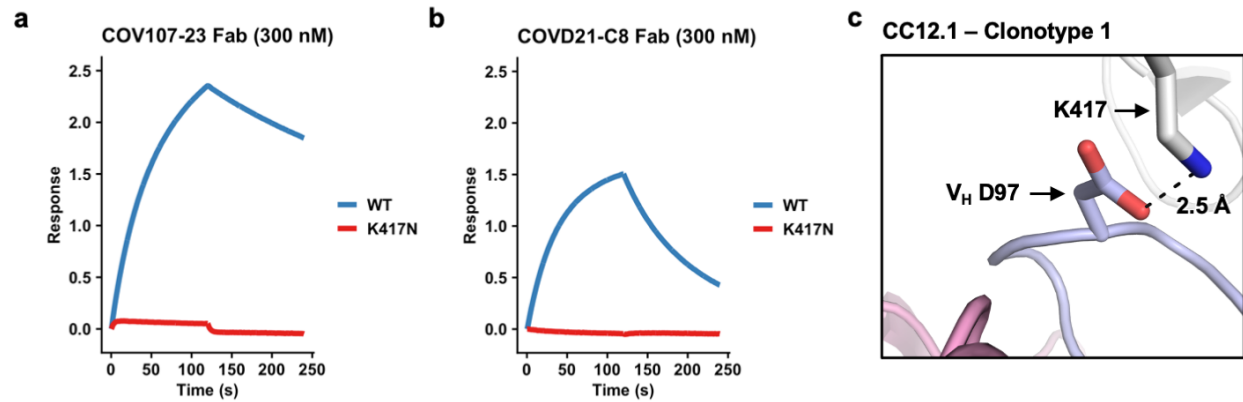 a
COV107-23 Fab (300 nM)
2.5
2.0
1.5
1.0
0.5
0.0
Response
0 50 100 150 200 250
Time (s)
WT
K417N
b
COVD21-C8 Fab (300 nM)
2.5
2.0
1.5
1.0
0.5
0.0
Response
0 50 100 150 200 250
Time (s)
WT
K417N
c
CC12.1 – Clonotype 1
K417
VH D97
2.5 Å